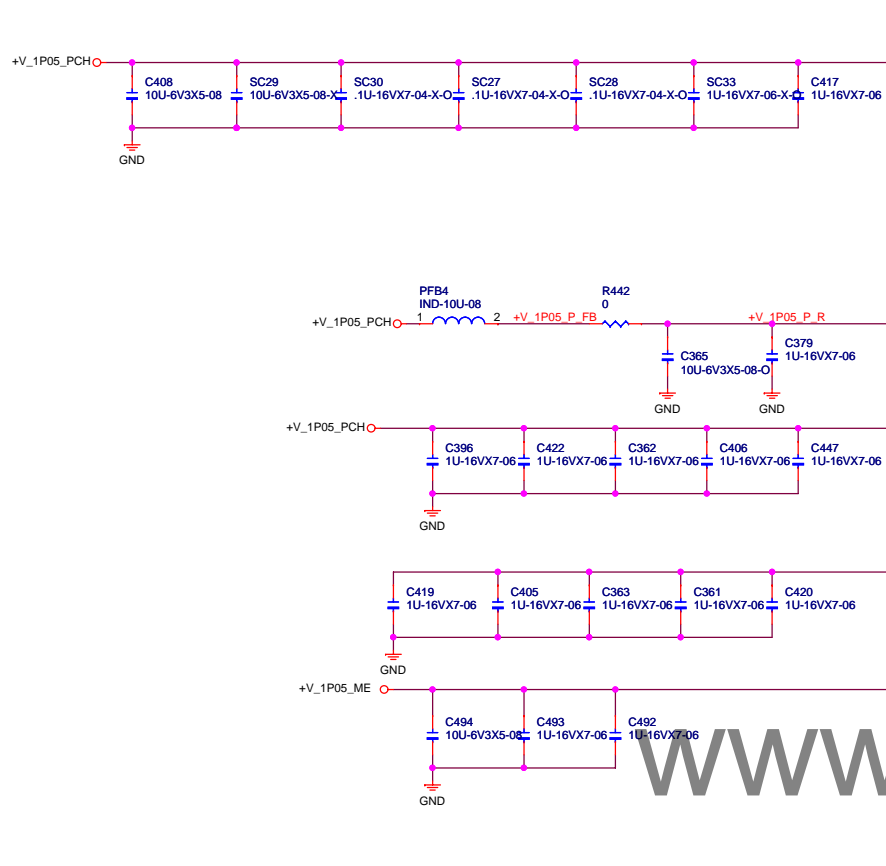 +V_1P05_PCH
C408 SC29 SC30 SC27 SC28 SC33 C417
10U-6V3X5-08 10U-6V3X5-08-X .1U-16VX7-04-X-O .1U-16VX7-04-X-O .1U-16VX7-04-X-O 1U-16VX7-06-X-O 1U-16VX7-06
GND
PFB4 R442
IND-10U-08 0
+V_1P05_PCH 1 2 +V_1P05_P_FB +V_1P05_P_R
C365 C379
10U-6V3X5-08-O 1U-16VX7-06
GND GND
+V_1P05_PCH
C396 C422 C362 C406 C447
1U-16VX7-06 1U-16VX7-06 1U-16VX7-06 1U-16VX7-06 1U-16VX7-06
GND
C419 C405 C363 C361 C420
1U-16VX7-06 1U-16VX7-06 1U-16VX7-06 1U-16VX7-06 1U-16VX7-06
GND
+V_1P05_ME
C494 C493 C492
10U-6V3X5-08 1U-16VX7-06 1U-16VX7-06
www
GND